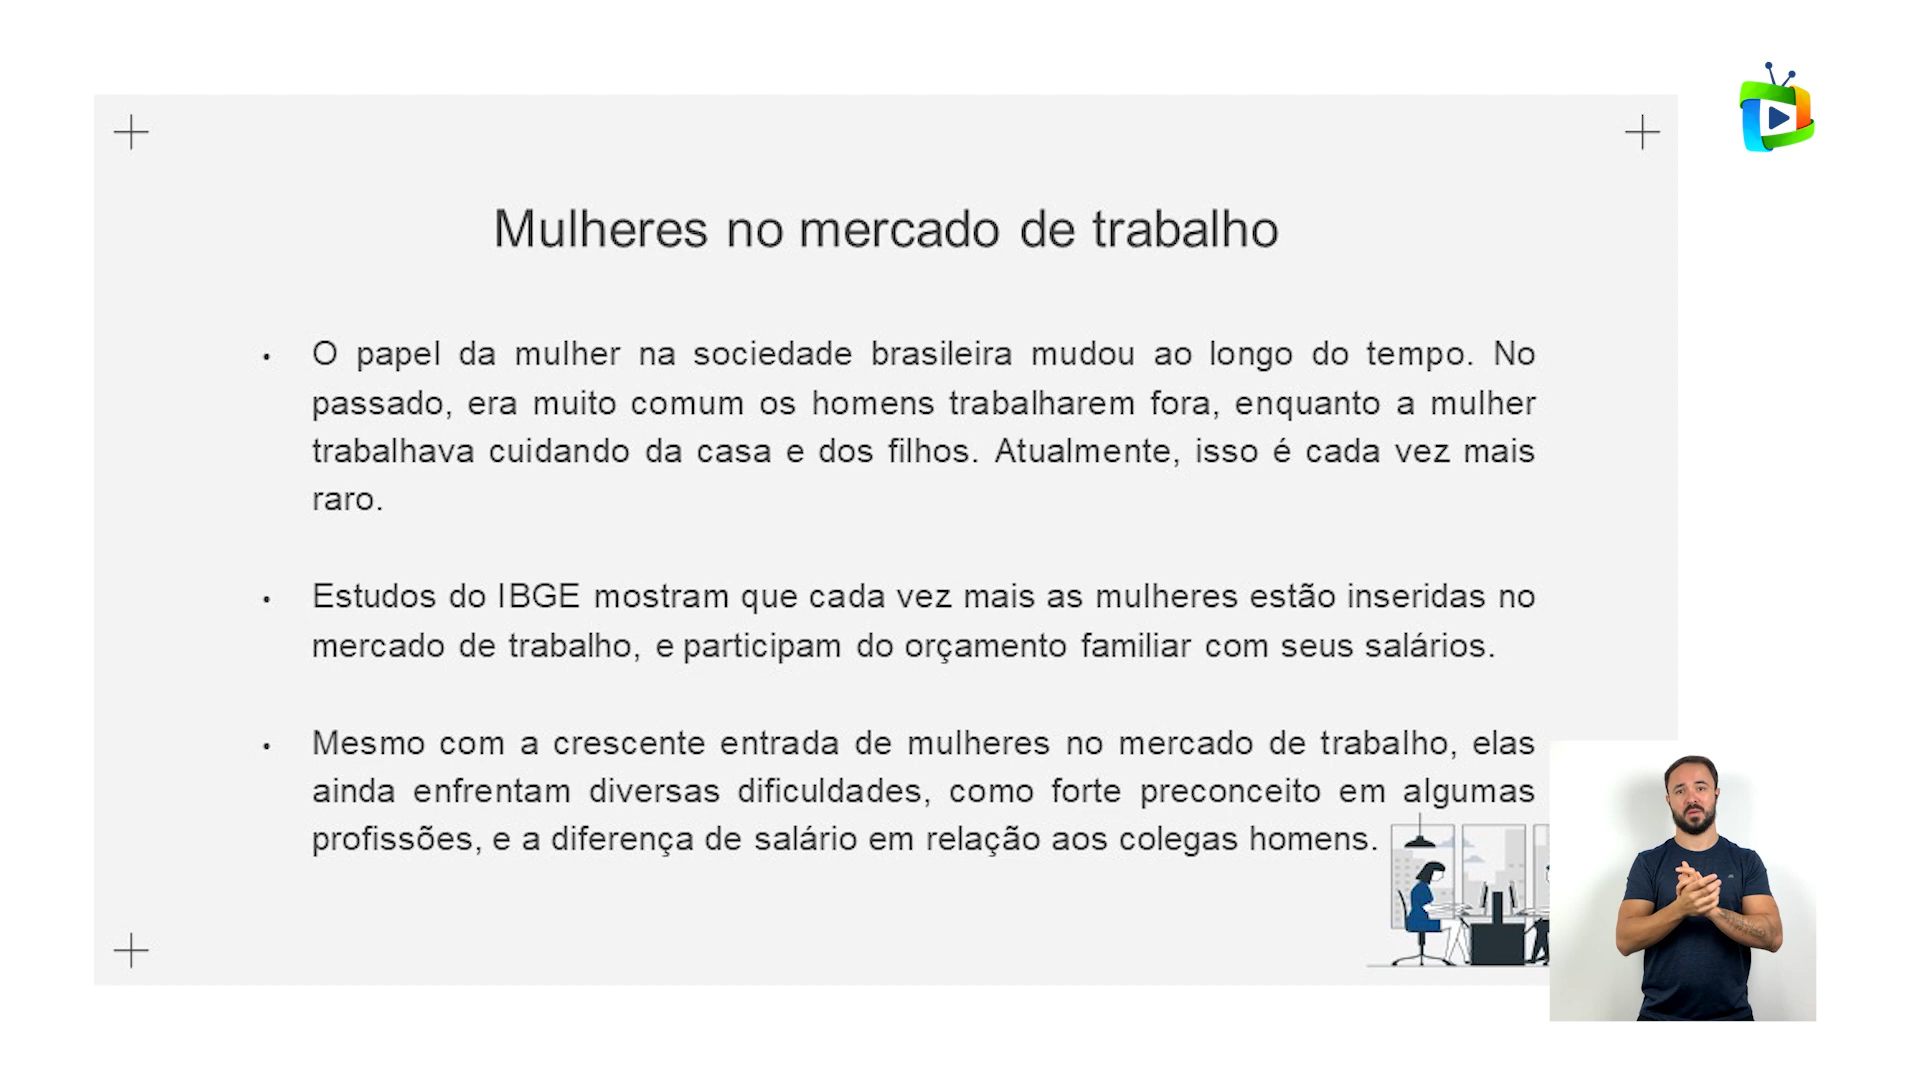 Mulheres no mercado de trabalho
• O papel da mulher na sociedade brasileira mudou ao longo do tempo. No
passado, era muito comum os homens trabalharem fora, enquanto a mulher
trabalhava cuidando da casa e dos filhos. Atualmente, isso é cada vez mais
raro.
• Estudos do IBGE mostram que cada vez mais as mulheres estão inseridas no
mercado de trabalho, e participam do orçamento familiar com seus salários.
• Mesmo com a crescente entrada de mulheres no mercado de trabalho, elas
ainda enfrentam diversas dificuldades, como forte preconceito em algumas
profissões, e a diferença de salário em relação aos colegas homens.